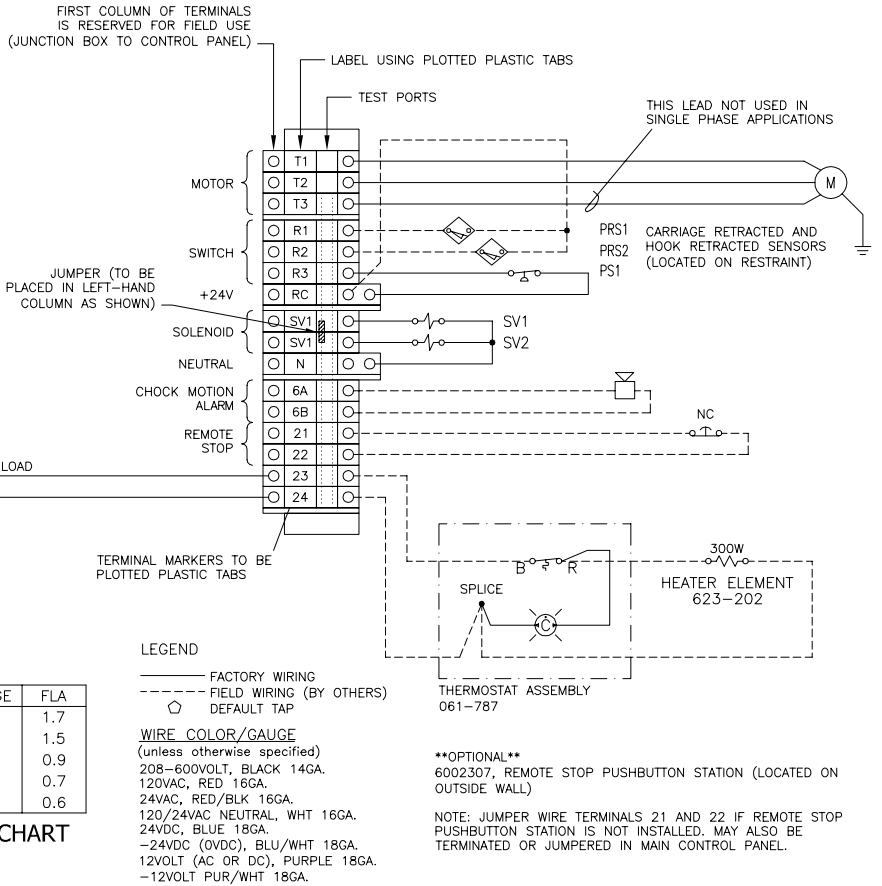 FIRST COLUMN OF TERMINALS
IS RESERVED FOR FIELD USE
(JUNCTION BOX TO CONTROL PANEL)
LABEL USING PLOTTED PLASTIC TABS
TEST PORTS
THIS LEAD NOT USED IN
SINGLE PHASE APPLICATIONS
MOTOR
T1
T2
T3
M
SWITCH
R1
R2
R3
PRS1
PRS2
PS1
CARRIAGE RETRACTED AND
HOOK RETRACTED SENSORS
(LOCATED ON RESTRAINT)
JUMPER (TO BE
PLACED IN LEFT-HAND
COLUMN AS SHOWN)
+24V
RC
SOLENOID
SV1
SV1
SV1
SV2
NEUTRAL
N
CHOCK MOTION
ALARM
6A
6B
REMOTE
STOP
21
22
NC
LOAD
23
24
TERMINAL MARKERS TO BE
PLOTTED PLASTIC TABS
B
R
SPLICE
C
300W
HEATER ELEMENT
623-202
THERMOSTAT ASSEMBLY
061-787
LEGEND
FACTORY WIRING
FIELD WIRING (BY OTHERS)
DEFAULT TAP
WIRE COLOR/GAUGE
(unless otherwise specified)
208-600VOLT, BLACK 14GA.
120VAC, RED 16GA.
24VAC, RED/BLK 16GA.
120/24VAC NEUTRAL, WHT 16GA.
24VDC, BLUE 18GA.
-24VDC (0VDC), BLU/WHT 18GA.
12VOLT (AC OR DC), PURPLE 18GA.
-12VOLT PUR/WHT 18GA.
GE FLA
1.7
1.5
0.9
0.7
0.6
CHART
**OPTIONAL**
6002307, REMOTE STOP PUSHBUTTON STATION (LOCATED ON
OUTSIDE WALL)
NOTE: JUMPER WIRE TERMINALS 21 AND 22 IF REMOTE STOP
PUSHBUTTON STATION IS NOT INSTALLED. MAY ALSO BE
TERMINATED OR JUMPERED IN MAIN CONTROL PANEL.